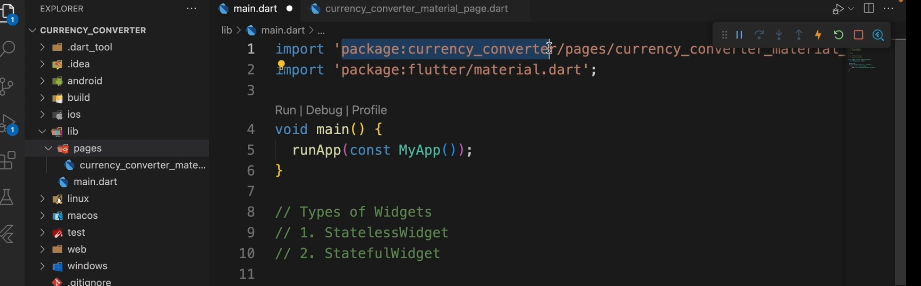 EXPLORER
...
main.dart
currency_converter_material_page.dart
...
1
CURRENCY_CONVERTER
.dart_tool
.idea
android
build
ios
lib
pages
currency_converter_mate...
main.dart
linux
macos
test
web
windows
.gitignore
1
lib > main.dart > ...
1 import 'package:currency_converter/pages/currency_converter_material_
2 import 'package:flutter/material.dart';
3
Run | Debug | Profile
4 void main() {
5 runApp(const MyApp());
6 }
7
8 // Types of Widgets
9 // 1. StatelessWidget
10 // 2. StatefulWidget
11